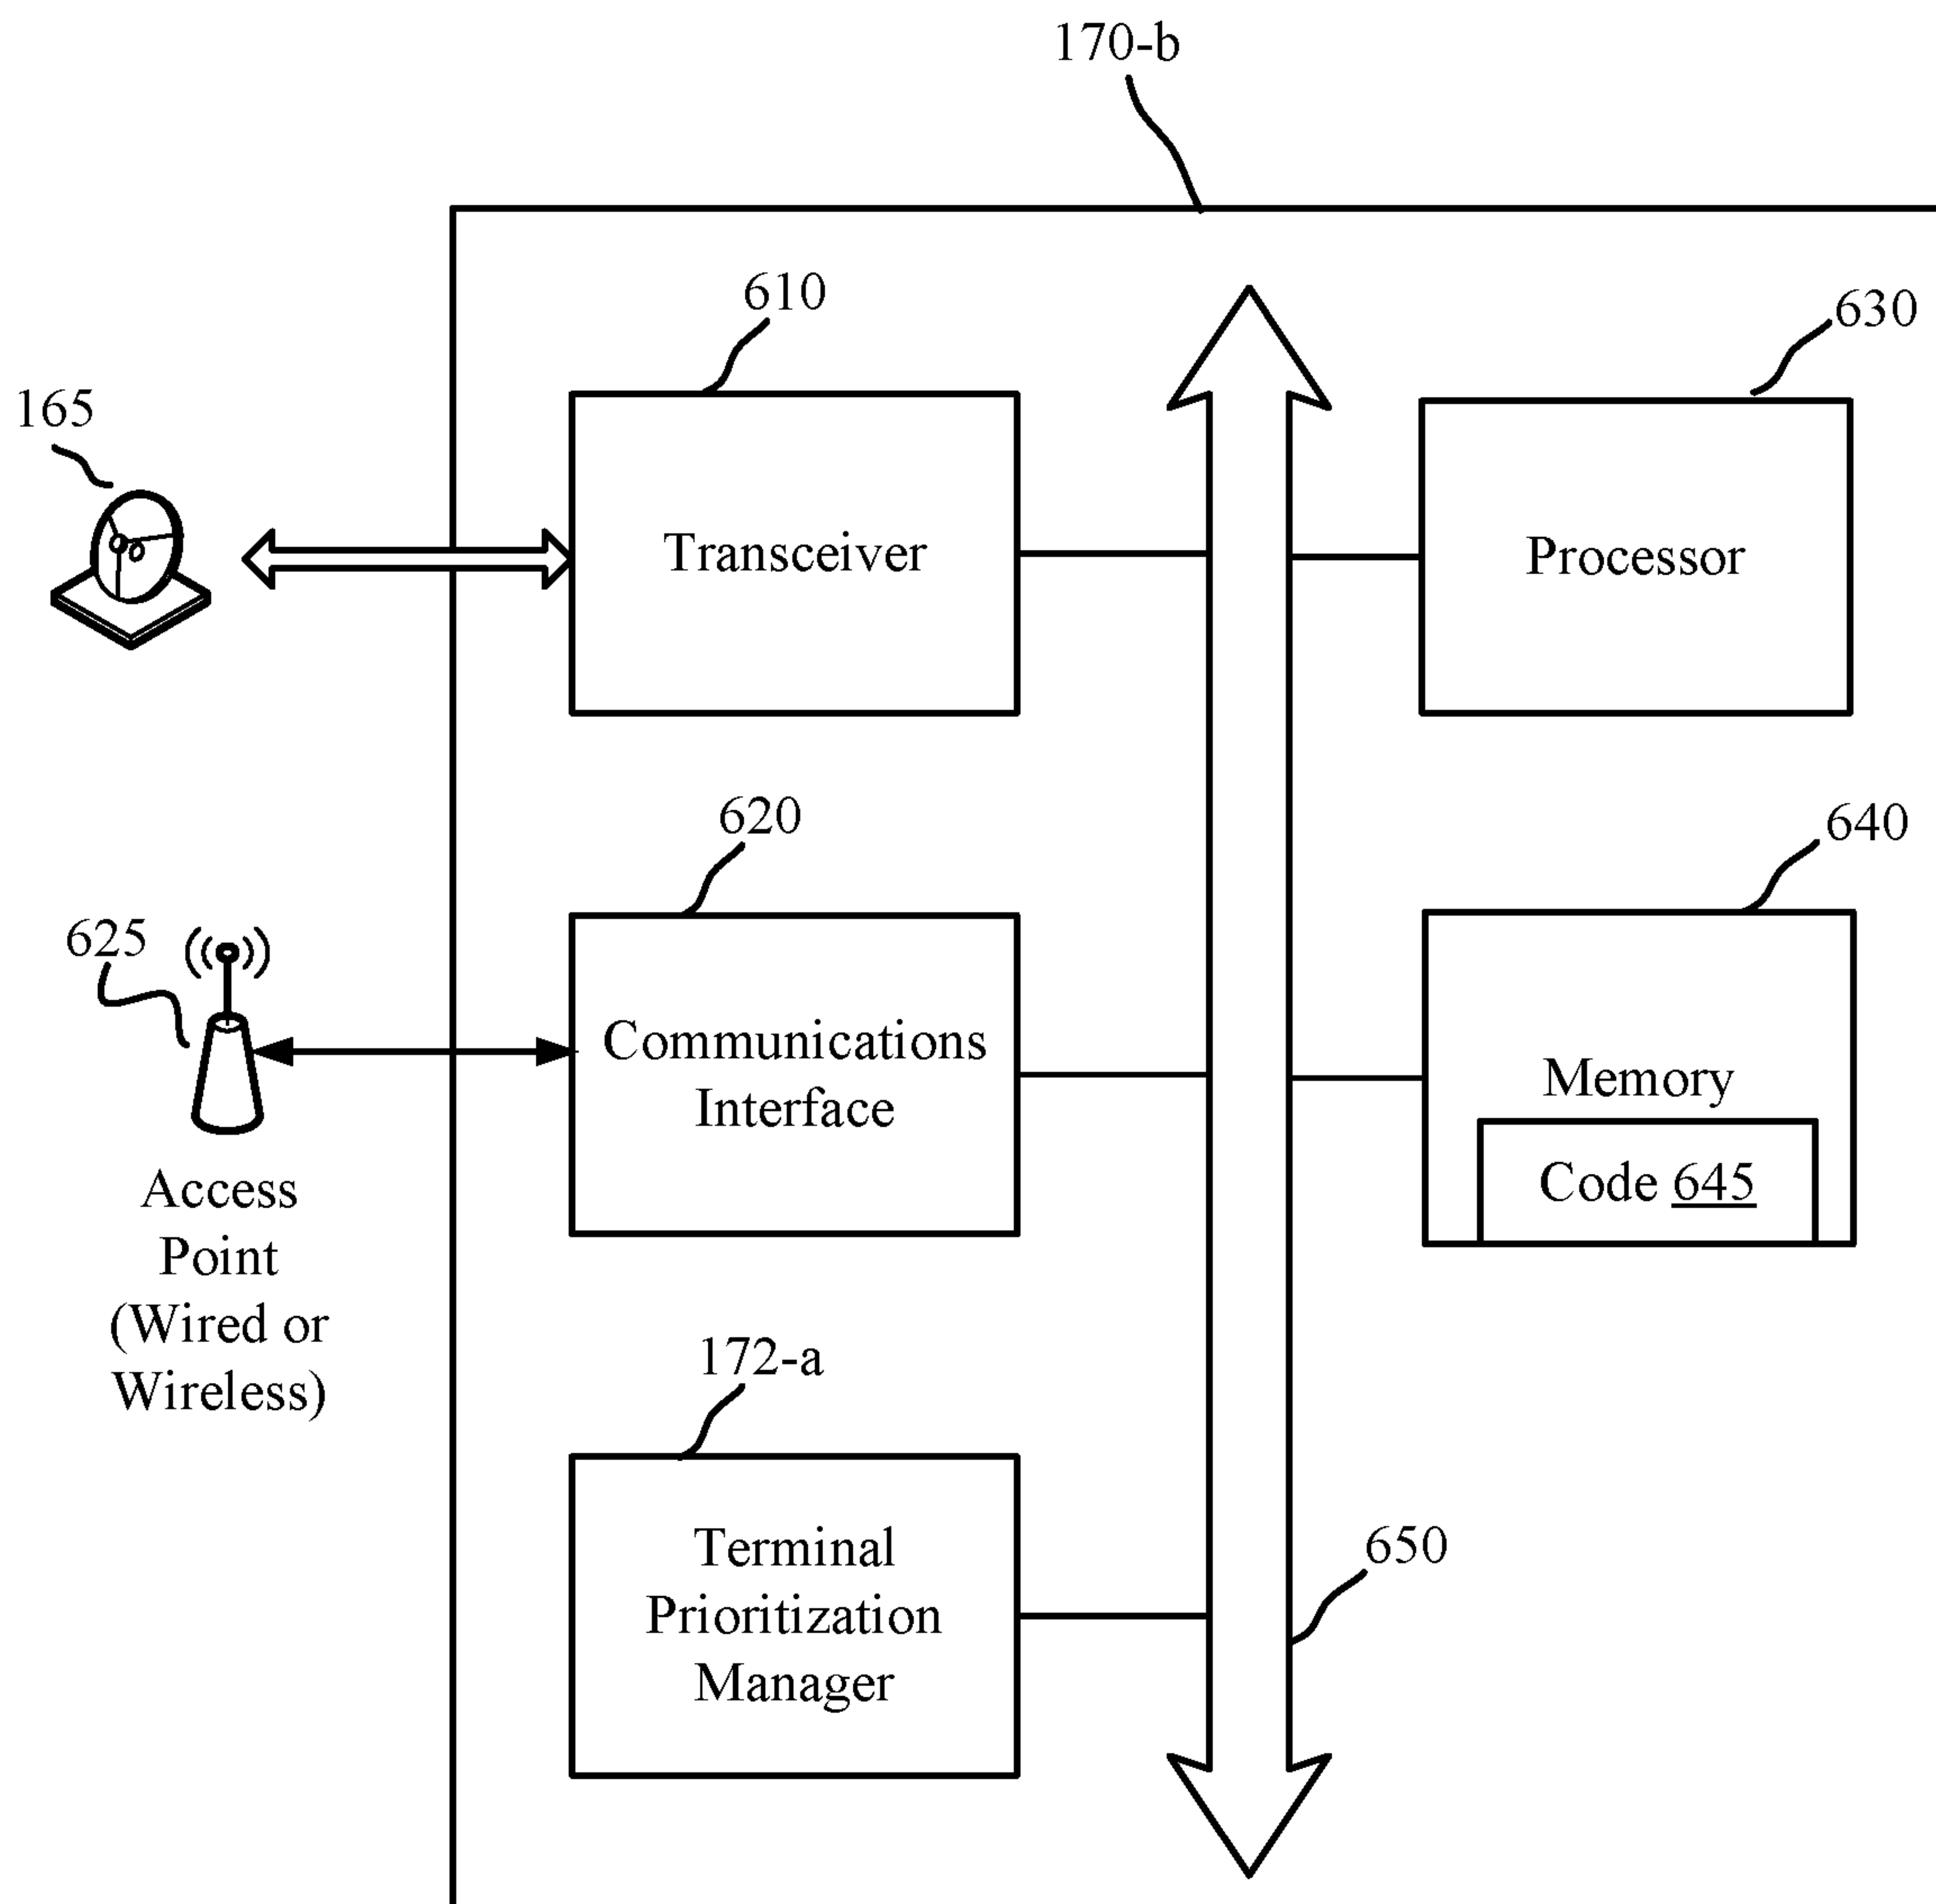 170-b
610
630
165
Transceiver
Processor
620
640
625
Communications
Interface
Memory
Code 645
Access
Point
(Wired or
Wireless)
172-a
Terminal
Prioritization
Manager
650